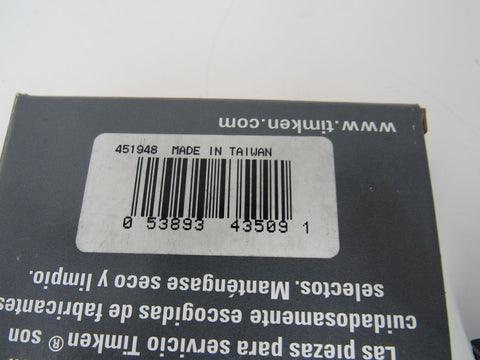 451948 MADE IN TAIWAN
0 53893 43509 1
www.timken.com
Las piezas para servicio Timken® son
cuidadosamente escogidas de fabricantes
selectos. Manténgase seco y limpio.